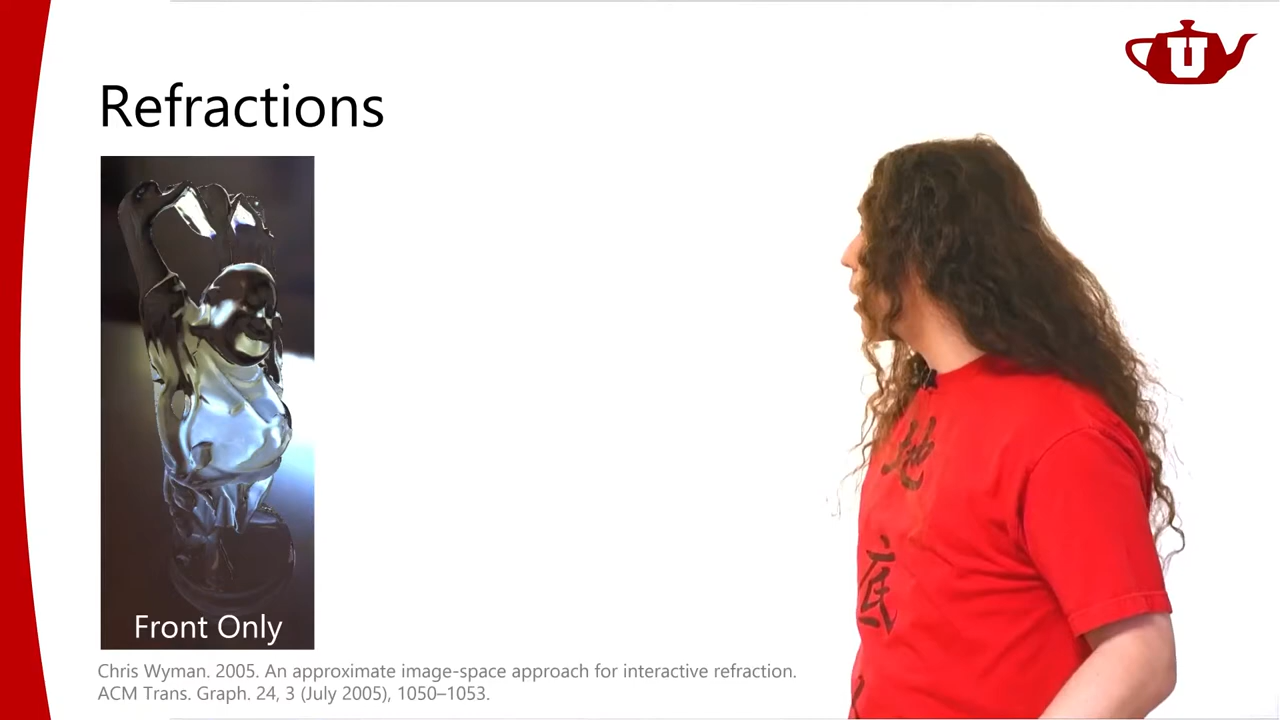 U
Refractions
Front Only
Chris Wyman. 2005. An approximate image-space approach for interactive refraction.
ACM Trans. Graph. 24, 3 (July 2005), 1050–1053.
地
底